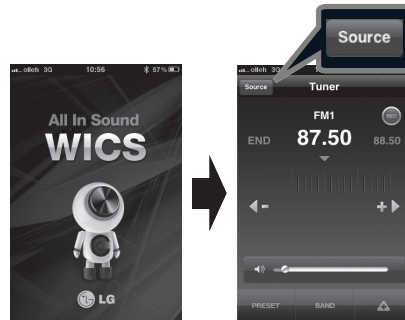 Source
olleh 3G 10:56 57%
All In Sound
WICS
LG
olleh 3G
Source Tuner
FM1 REC
END 87.50 88.50
- +
PRESET BAND